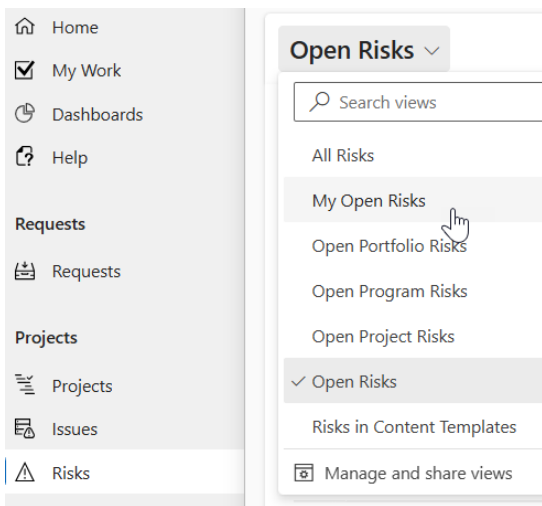 Home
My Work
Dashboards
Help
Requests
Requests
Projects
Projects
Issues
Risks
Open Risks
Search views
All Risks
My Open Risks
Open Portfolio Risks
Open Program Risks
Open Project Risks
Open Risks
Risks in Content Templates
Manage and share views